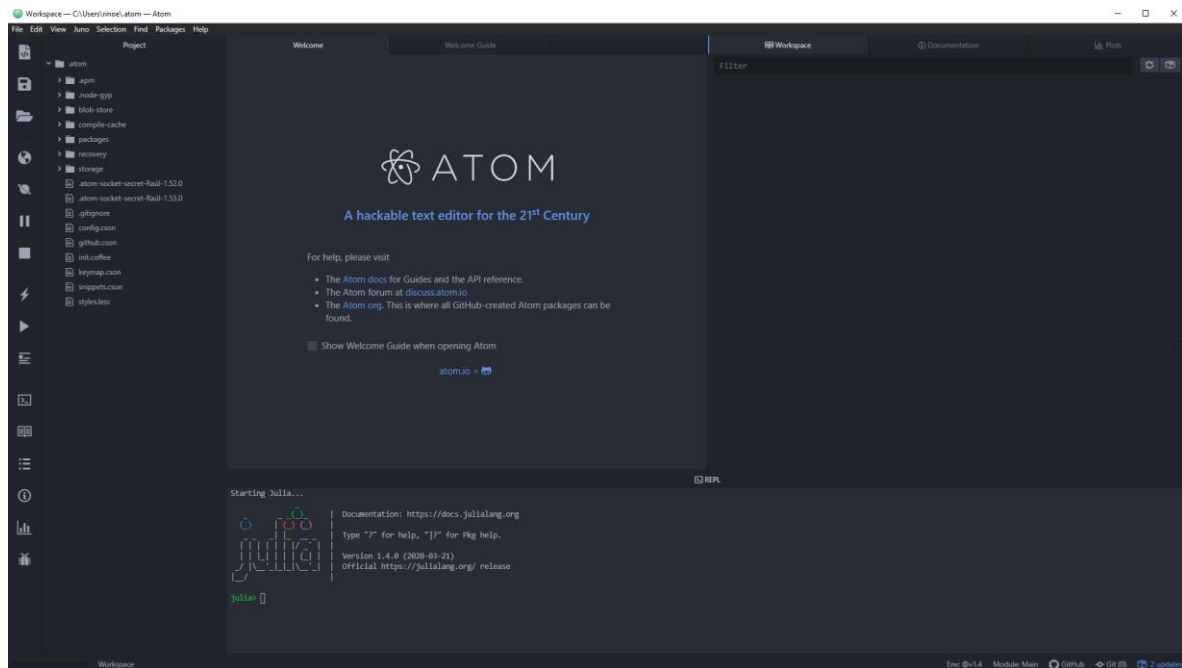 Workspace — C:\Users\rinoe\.atom — Atom
File Edit View Juno Selection Find Packages Help
Project
.atom
.apm
.node-gyp
blob-store
compile-cache
packages
recovery
storage
.atom-socket-secret-Raúl-1.52.0
.atom-socket-secret-Raúl-1.53.0
.gitignore
config.cson
github.cson
init.coffee
keymap.cson
snippets.cson
styles.less
Welcome
Welcome Guide
ATOM
A hackable text editor for the 21st Century
For help, please visit
• The Atom docs for Guides and the API reference.
• The Atom forum at discuss.atom.io
• The Atom org. This is where all GitHub-created Atom packages can be
found.
Show Welcome Guide when opening Atom
atom.io ×
Workspace
Documentation
Plots
Filter
REPL
Starting Julia...
Documentation: https://docs.julialang.org
Type "?" for help, "]?" for Pkg help.
Version 1.4.0 (2020-03-21)
Official https://julialang.org/ release
julia>
Workspace
Env: @v1.4 Module: Main GitHub Git (0) 2 updates